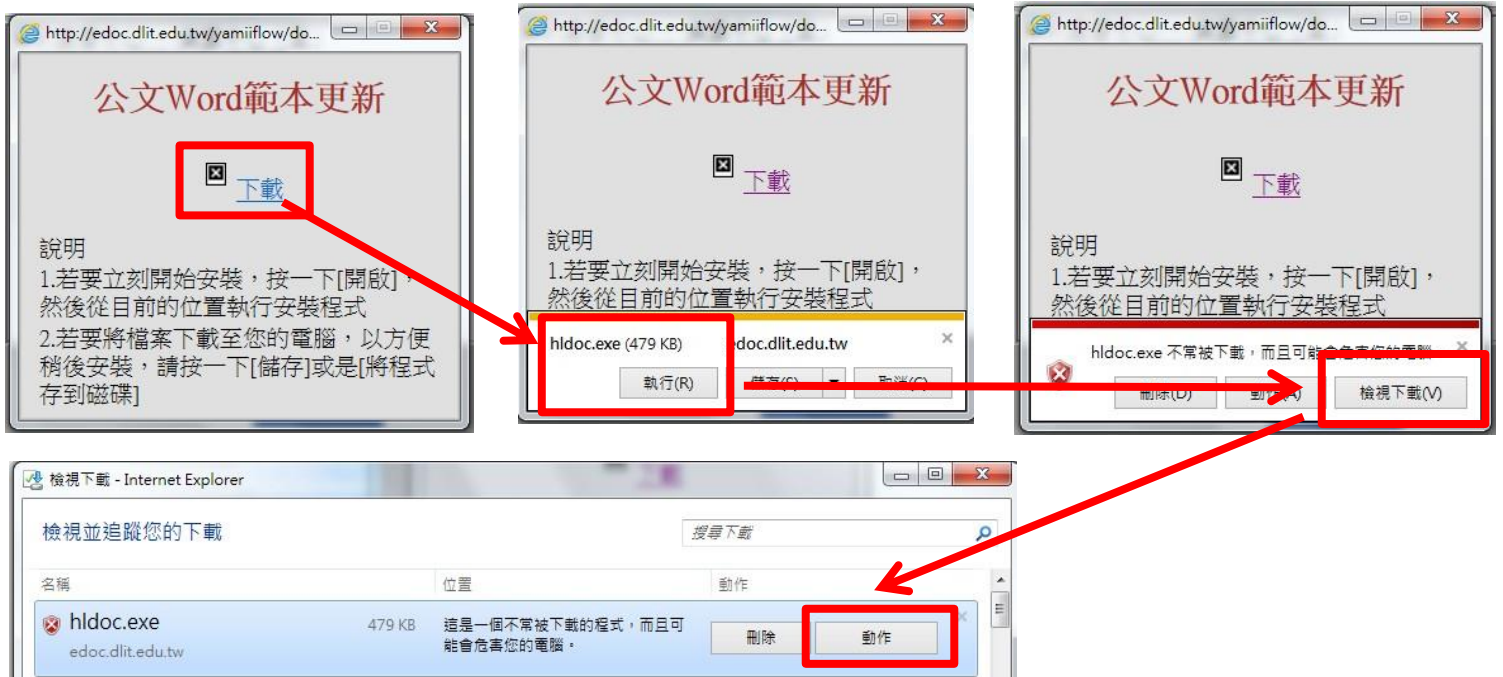 http://edoc.dlit.edu.tw/yamiiflow/do...
公文Word範本更新
下載
說明
1.若要立刻開始安裝，按一下[開啟]，
然後從目前的位置執行安裝程式
2.若要將檔案下載至您的電腦，以方便
稍後安裝，請按一下[儲存]或是[將程式
存到磁碟]
http://edoc.dlit.edu.tw/yamiiflow/do...
公文Word範本更新
下載
說明
1.若要立刻開始安裝，按一下[開啟]，
然後從目前的位置執行安裝程式
hldoc.exe (479 KB) edoc.dlit.edu.tw
執行(R) 儲存(S) 取消(C)
http://edoc.dlit.edu.tw/yamiiflow/do...
公文Word範本更新
下載
說明
1.若要立刻開始安裝，按一下[開啟]，
然後從目前的位置執行安裝程式
hldoc.exe 不常被下載，而且可能會危害您的電腦
刪除(D) 動作(A) 檢視下載(V)
檢視下載 - Internet Explorer
檢視並追蹤您的下載 搜尋下載
名稱 位置 動作
hldoc.exe 479 KB 這是一個不常被下載的程式，而且可
能會危害您的電腦。 刪除 動作
edoc.dlit.edu.tw